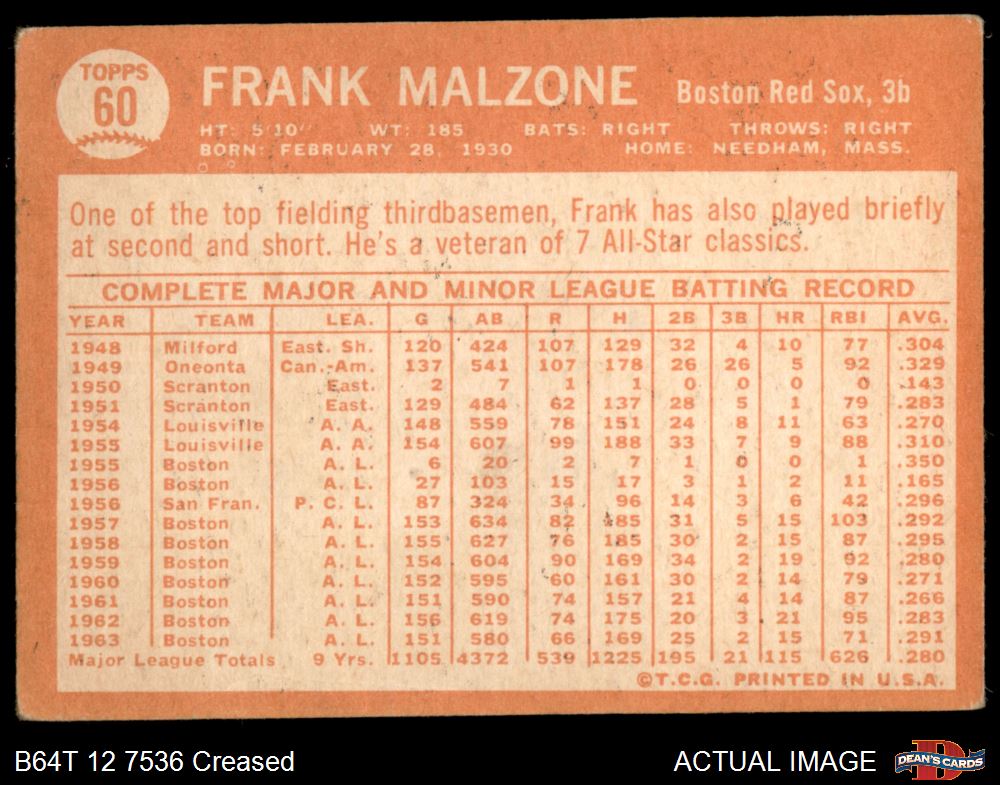 TOPPS
60
FRANK MALZONE Boston Red Sox, 3b
HT: 5'10" WT: 185 BATS: RIGHT THROWS: RIGHT
BORN: FEBRUARY 28, 1930 HOME: NEEDHAM, MASS.
One of the top fielding thirdbasemen, Frank has also played briefly
at second and short. He's a veteran of 7 All-Star classics.
COMPLETE MAJOR AND MINOR LEAGUE BATTING RECORD
YEAR TEAM LEA. G AB R H 2B 3B HR RBI AVG.
1948 Milford East. Sh. 120 424 107 129 32 4 10 77 .304
1949 Oneonta Can.-Am. 137 541 107 178 26 26 5 92 .329
1950 Scranton East. 2 7 1 1 0 0 0 0 .143
1951 Scranton East. 129 484 62 137 28 5 1 79 .283
1954 Louisville A. A. 148 559 78 151 24 8 11 63 .270
1955 Louisville A. A. 154 607 99 188 33 7 9 88 .310
1955 Boston A. L. 6 20 2 7 1 0 0 1 .350
1956 Boston A. L. 27 103 15 17 3 1 2 11 .165
1956 San Fran. P. C. L. 87 324 34 96 14 3 6 42 .296
1957 Boston A. L. 153 634 82 185 31 5 15 103 .292
1958 Boston A. L. 155 627 76 185 30 2 15 87 .295
1959 Boston A. L. 154 604 90 169 34 2 19 92 .280
1960 Boston A. L. 152 595 60 161 30 2 14 79 .271
1961 Boston A. L. 151 590 74 157 21 4 14 87 .266
1962 Boston A. L. 156 619 74 175 20 3 21 95 .283
1963 Boston A. L. 151 580 66 169 25 2 15 71 .291
Major League Totals 9 Yrs. 1105 4372 539 1225 195 21 115 626 .280
©T.C.G. PRINTED IN U.S.A.
B64T 12 7536 Creased ACTUAL IMAGE DEAN'S CARDS